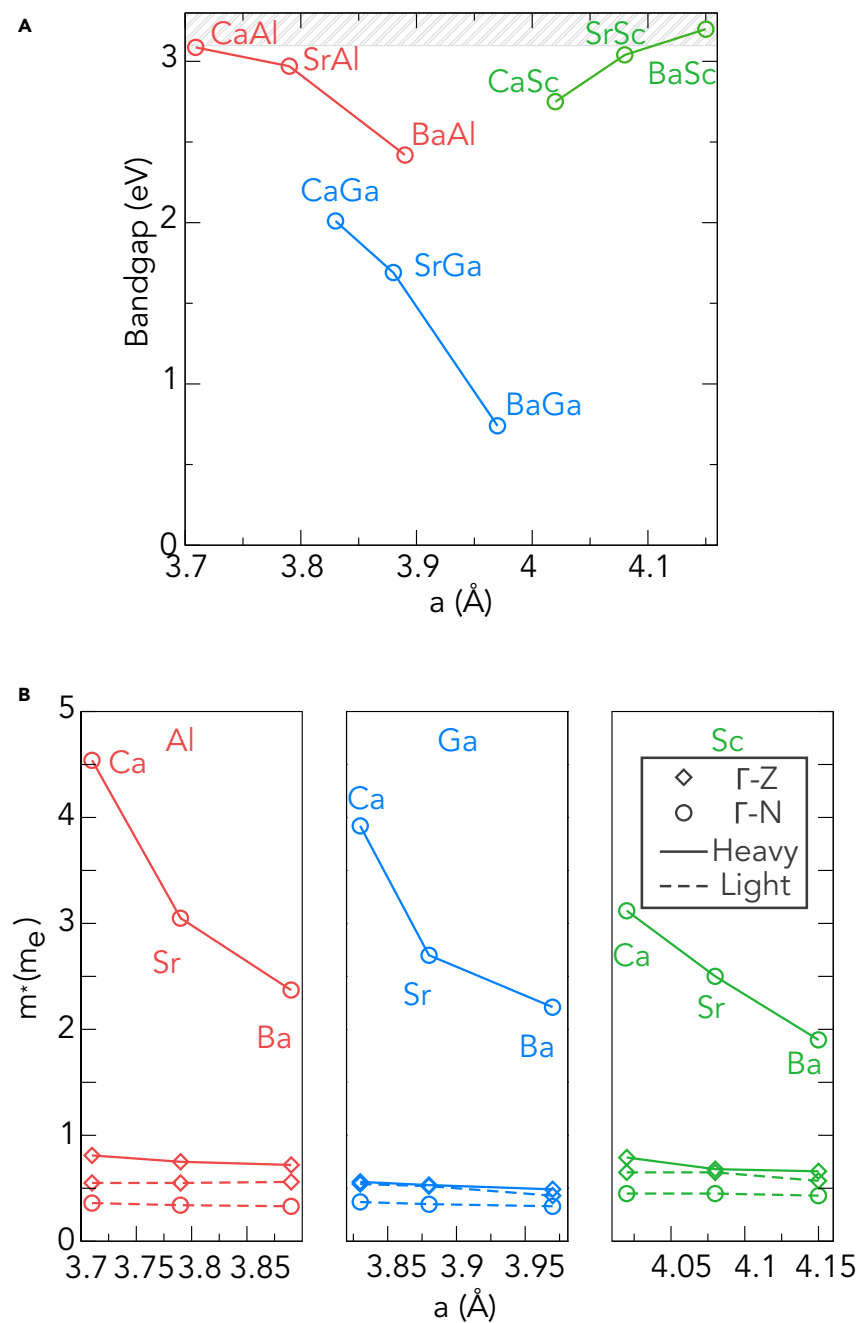 A
3
2
1
0
Bandgap (eV)
CaAl
SrAl
BaAl
CaGa
SrGa
BaGa
CaSc
SrSc
BaSc
3.7
3.8
3.9
4
4.1
a (Å)
B
5
4
3
2
1
0
m*(mₑ)
Al
Ca
Sr
Ba
3.7
3.75
3.8
3.85
Ga
Ca
Sr
Ba
3.85
3.9
3.95
Sc
Γ-Z
Γ-N
Heavy
Light
Ca
Sr
Ba
4.05
4.1
4.15
a (Å)